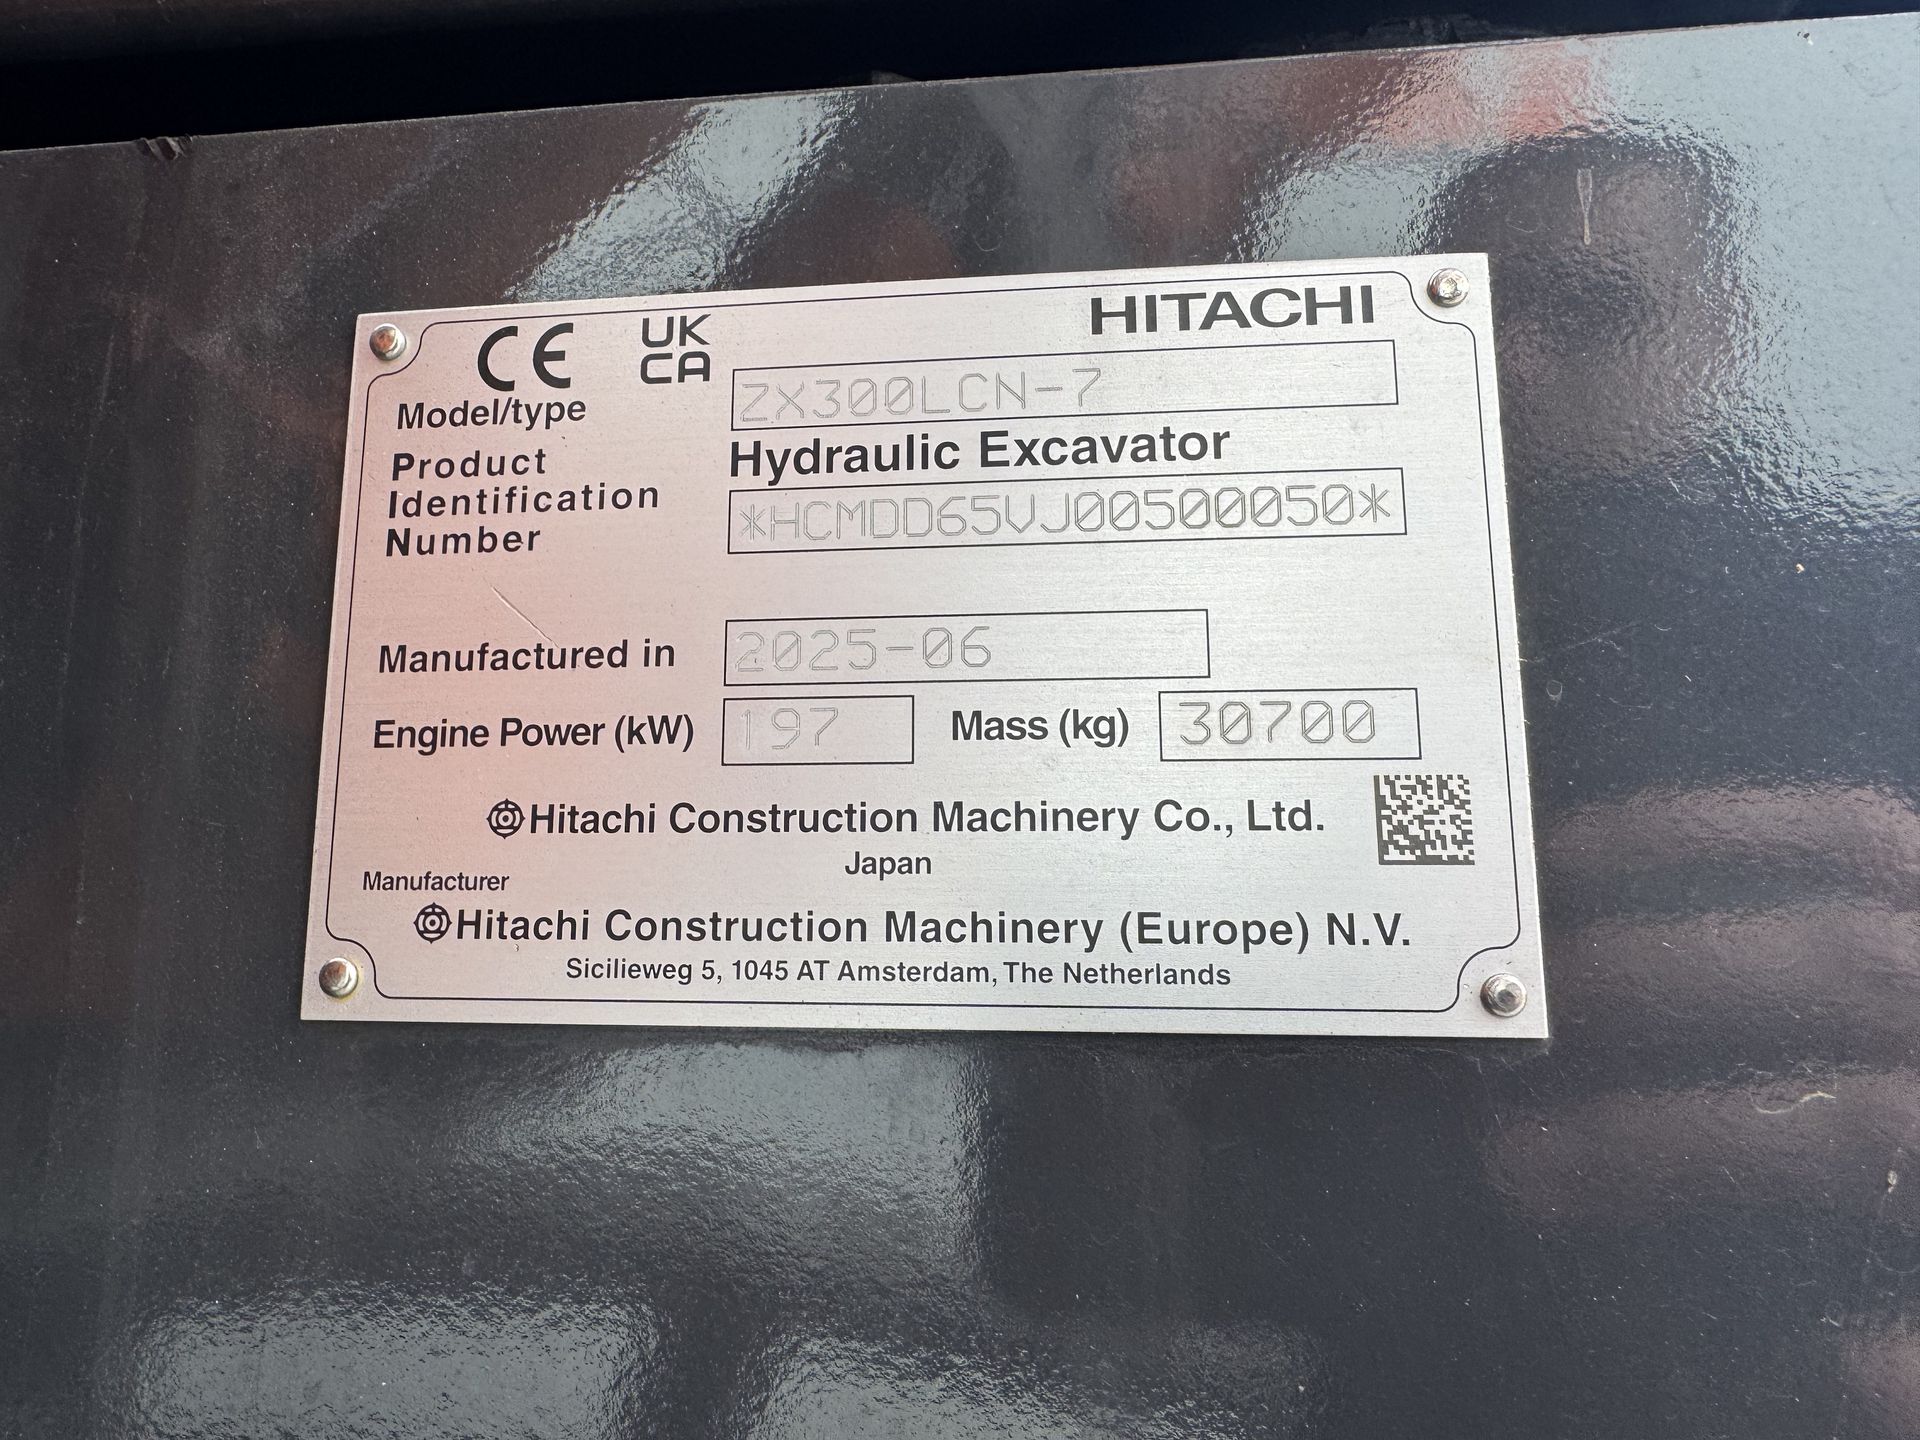 CE UK CA HITACHI
Model/type ZX300LCN-7
Hydraulic Excavator
Product
Identification
Number *HCMDD65VJ00500050*
Manufactured in 2025-06
Engine Power (kW) 197 Mass (kg) 30700
Hitachi Construction Machinery Co., Ltd.
Japan
Manufacturer
Hitachi Construction Machinery (Europe) N.V.
Sicilieweg 5, 1045 AT Amsterdam, The Netherlands